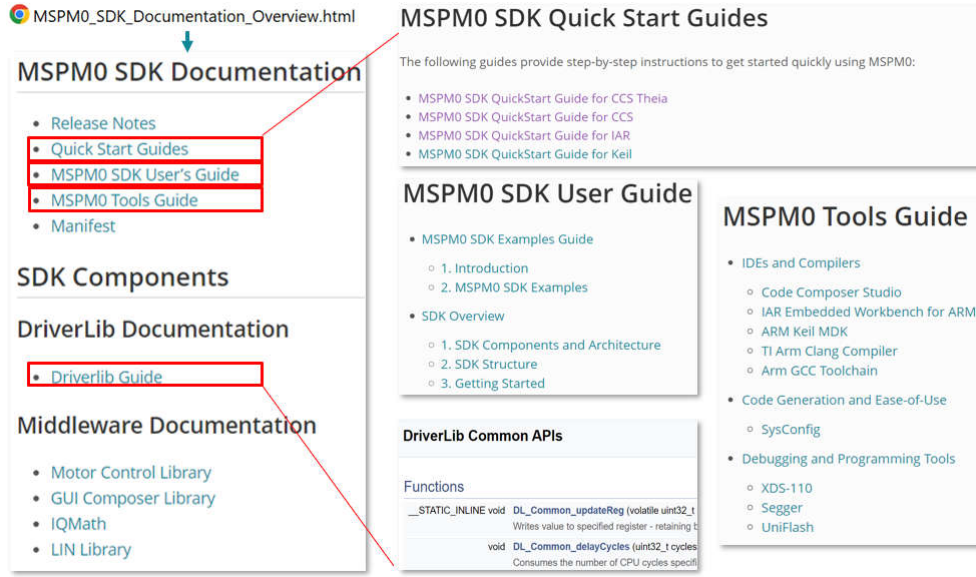 MSPM0_SDK_Documentation_Overview.html
MSPM0 SDK Documentation
Release Notes
Quick Start Guides
MSPM0 SDK User's Guide
MSPM0 Tools Guide
Manifest
SDK Components
DriverLib Documentation
Driverlib Guide
Middleware Documentation
Motor Control Library
GUI Composer Library
IQMath
LIN Library
MSPM0 SDK Quick Start Guides
The following guides provide step-by-step instructions to get started quickly using MSPM0:
MSPM0 SDK QuickStart Guide for CCS Theia
MSPM0 SDK QuickStart Guide for CCS
MSPM0 SDK QuickStart Guide for IAR
MSPM0 SDK QuickStart Guide for Keil
MSPM0 SDK User Guide
MSPM0 SDK Examples Guide
1. Introduction
2. MSPM0 SDK Examples
SDK Overview
1. SDK Components and Architecture
2. SDK Structure
3. Getting Started
DriverLib Common APIs
Functions
__STATIC_INLINE void DL_Common_updateReg (volatile uint32_t
Writes value to specified register - retaining
void DL_Common_delayCycles (uint32_t cycles
Consumes the number of CPU cycles
MSPM0 Tools Guide
IDEs and Compilers
Code Composer Studio
IAR Embedded Workbench for ARM
ARM Keil MDK
TI Arm Clang Compiler
Arm GCC Toolchain
Code Generation and Ease-of-Use
SysConfig
Debugging and Programming Tools
XDS-110
Segger
UniFlash